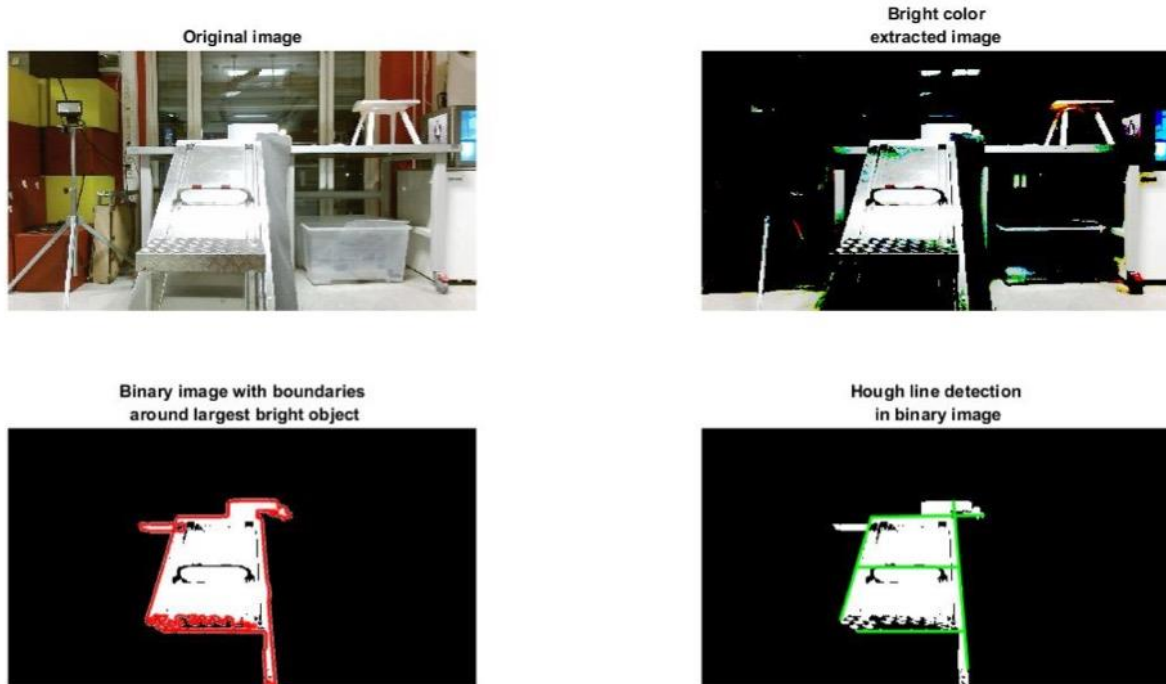 Original image
Bright color
extracted image
Binary image with boundaries
around largest bright object
Hough line detection
in binary image